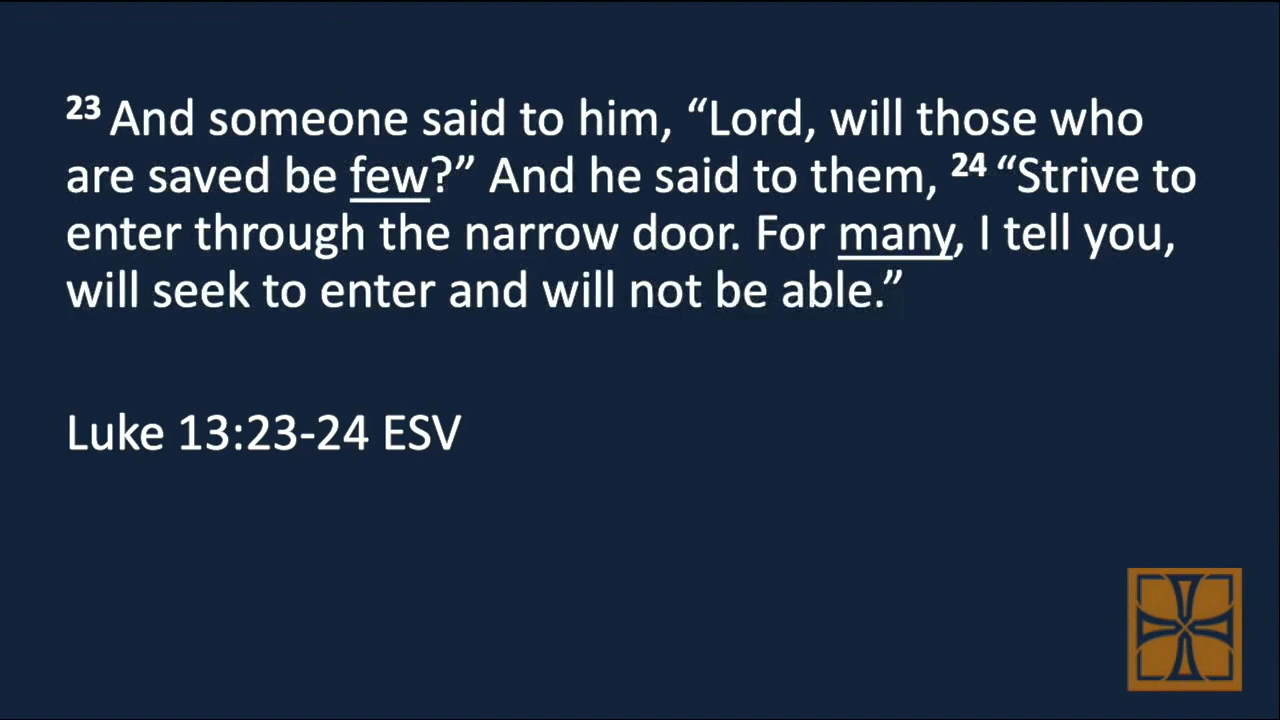 23 And someone said to him, “Lord, will those who
are saved be few?” And he said to them, 24 “Strive to
enter through the narrow door. For many, I tell you,
will seek to enter and will not be able.”
Luke 13:23-24 ESV